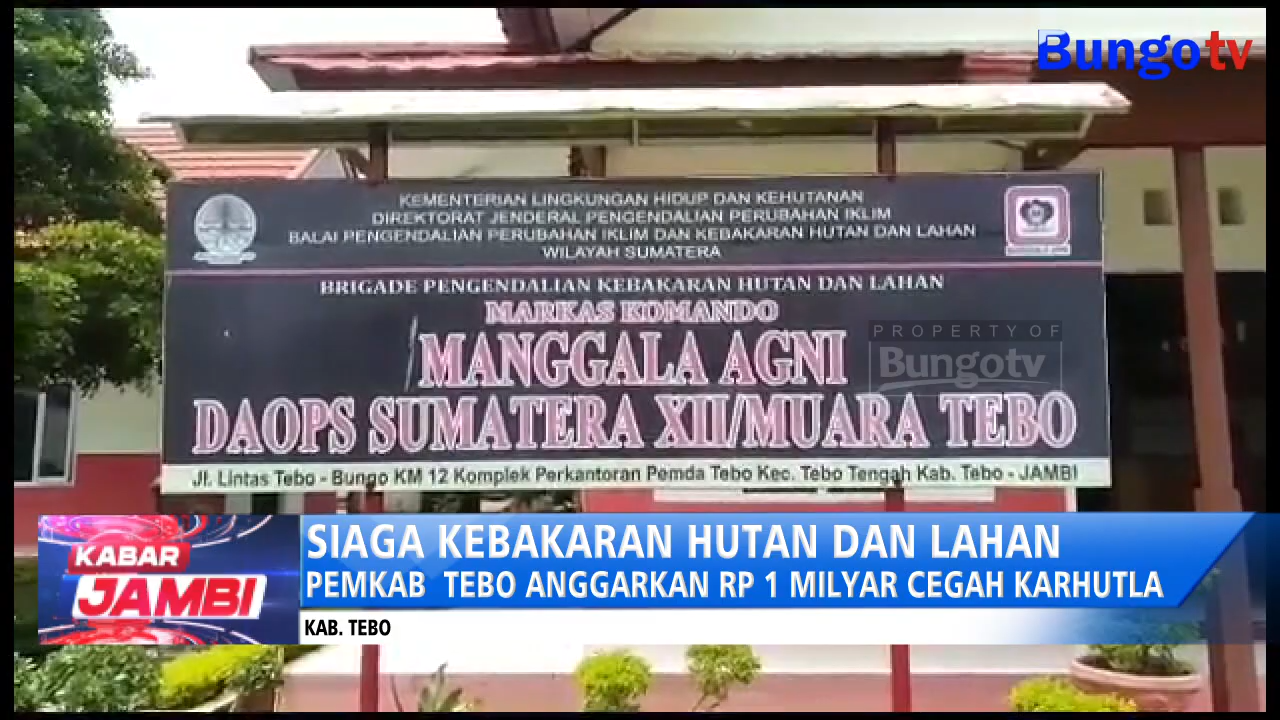 Bungotv
KEMENTERIAN LINGKUNGAN HIDUP DAN KEHUTANAN
DIREKTORAT JENDERAL PENGENDALIAN PERUBAHAN IKLIM
BALAI PENGENDALIAN PERUBAHAN IKLIM DAN KEBAKARAN HUTAN DAN LAHAN
WILAYAH SUMATERA
BRIGADE PENGENDALIAN KEBAKARAN HUTAN DAN LAHAN
MARKAS KOMANDO
MANGGALA AGNI
DAOPS SUMATERA XII/MUARA TEBO
PROPERTY OF
Bungotv
Jl. Lintas Tebo - Bungo KM 12 Komplek Perkantoran Pemda Tebo Kec. Tebo Tengah Kab. Tebo - JAMBI
KABAR
JAMBI
SIAGA KEBAKARAN HUTAN DAN LAHAN
PEMKAB TEBO ANGGARKAN RP 1 MILYAR CEGAH KARHUTLA
KAB. TEBO